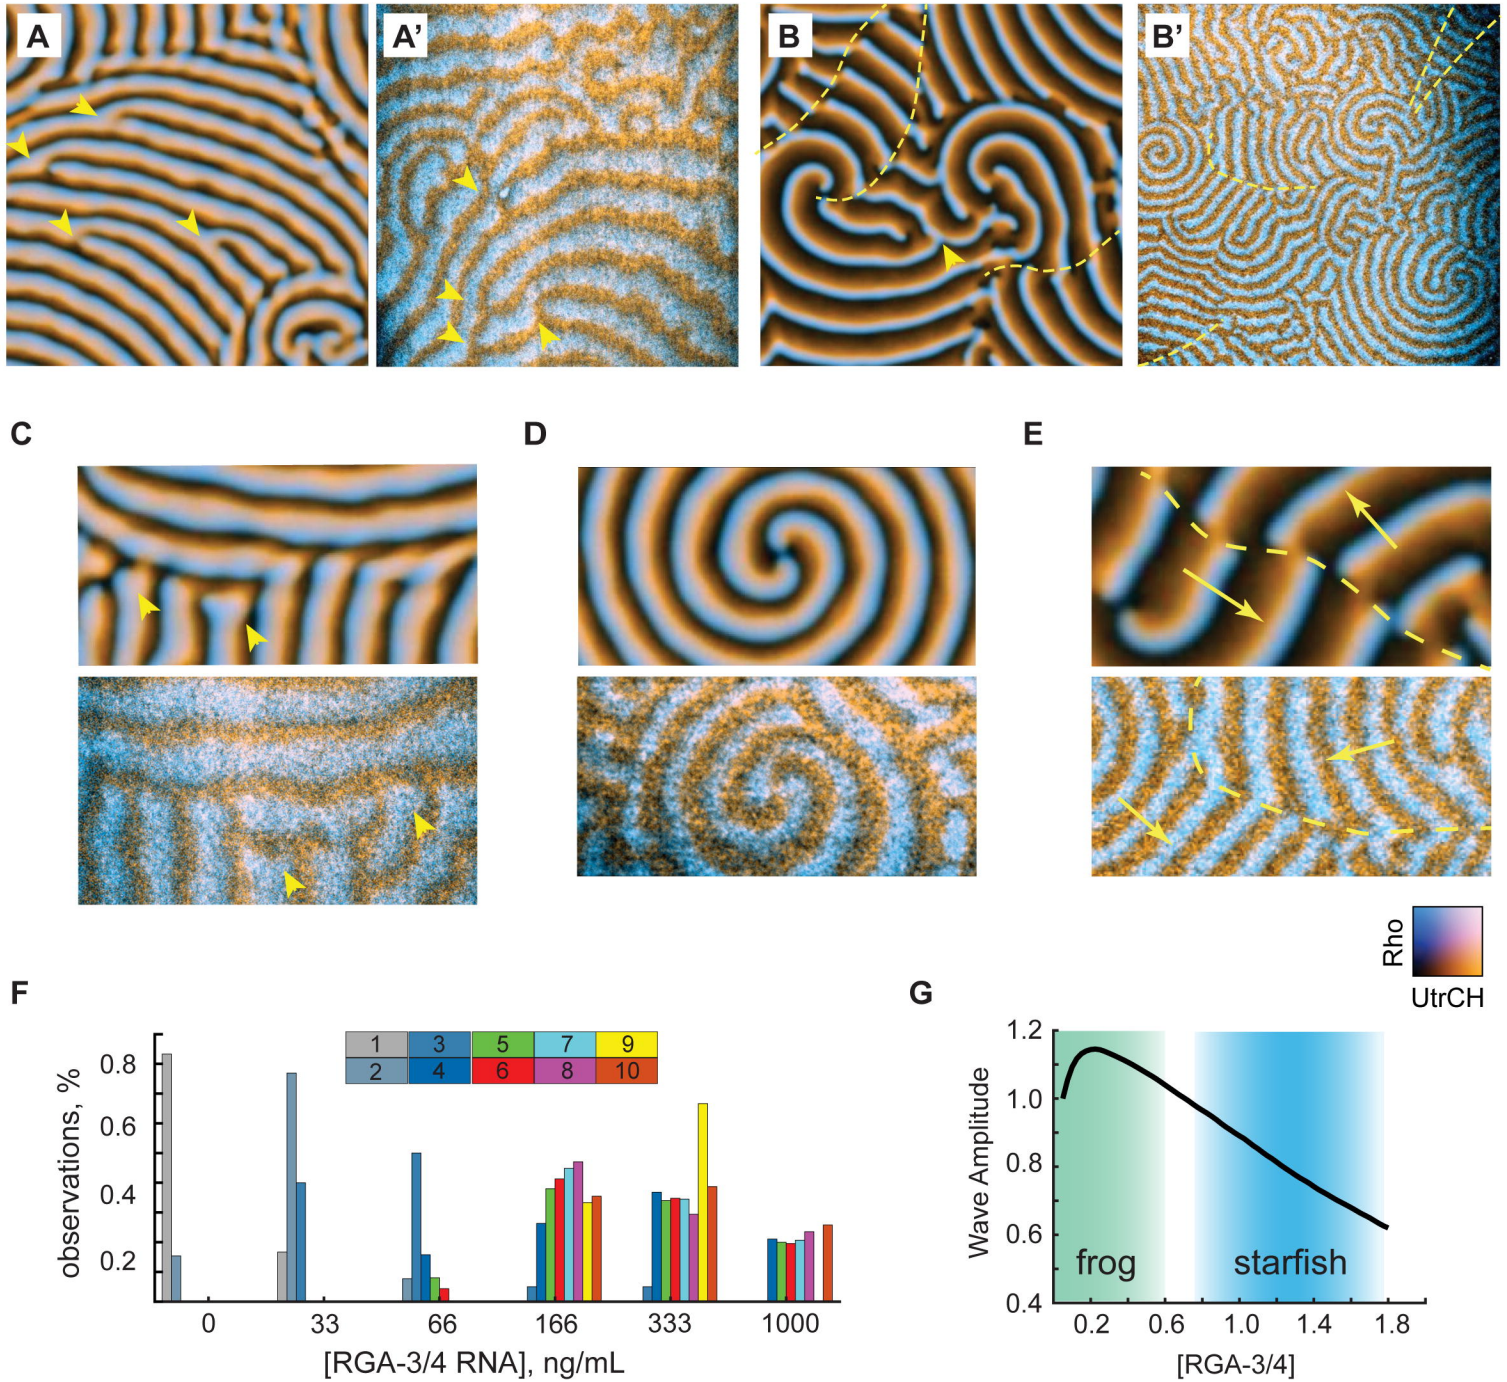 A
A’
B
B’
C
D
E
Rho
UtrCH
F
G
observations, %
0.8
0.6
0.4
0.2
1 3 5 7 9
2 4 6 8 10
0 33 66 166 333 1000
[RGA-3/4 RNA], ng/mL
Wave Amplitude
1.2
1.0
0.8
0.6
0.4
frog
starfish
0.2 0.6 1.0 1.4 1.8
[RGA-3/4]